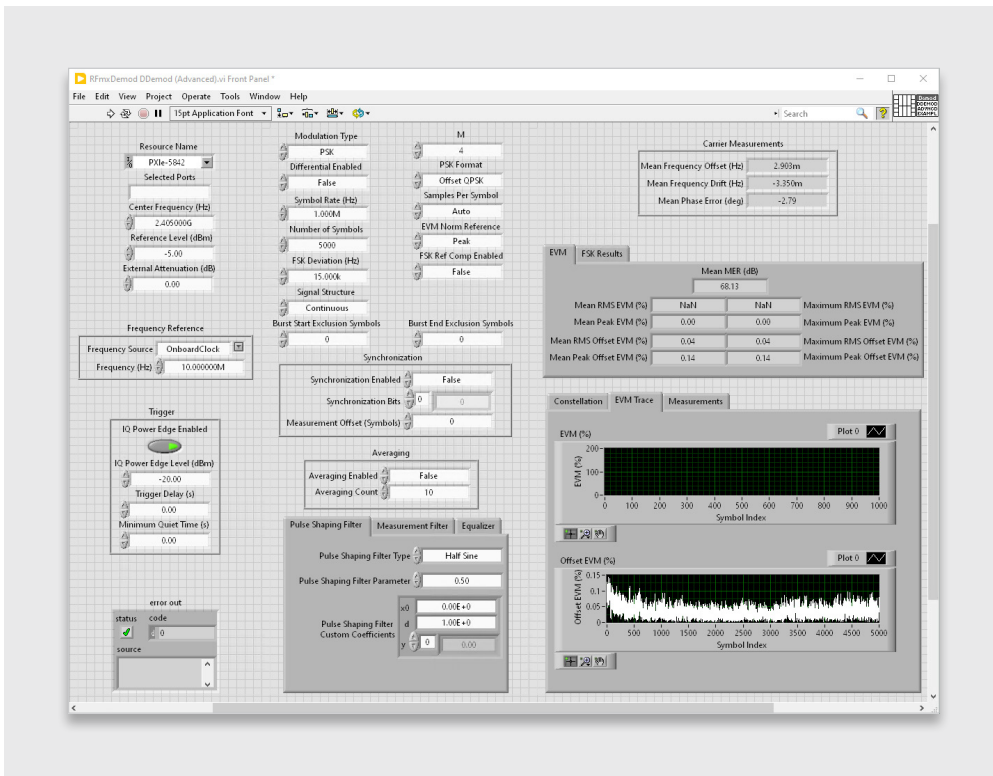 RFmxDemod DDemod (Advanced).vi Front Panel *
File Edit View Project Operate Tools Window Help
15pt Application Font
Search
Demod
DDEMOD
Resource Name
PXIe-5842
Selected Ports
Center Frequency (Hz)
2.405000G
Reference Level (dBm)
-5.00
External Attenuation (dB)
0.00
Modulation Type
PSK
Differential Enabled
False
Symbol Rate (Hz)
1.000M
Number of Symbols
5000
FSK Deviation (Hz)
15.000k
Signal Structure
Continuous
Burst Start Exclusion Symbols
0
M
4
PSK Format
Offset QPSK
Samples Per Symbol
Auto
EVM Norm Reference
Peak
FSK Ref Comp Enabled
False
Burst End Exclusion Symbols
0
Carrier Measurements
Mean Frequency Offset (Hz) 2.903m
Mean Frequency Drift (Hz) -3.350m
Mean Phase Error (deg) -2.79
Frequency Reference
Frequency Source OnboardClock
Frequency (Hz) 10.000000M
Synchronization
Synchronization Enabled False
Synchronization Bits 0 0
Measurement Offset (Symbols) 0
EVM FSK Results
Mean MER (dB)
68.13
Mean RMS EVM (%) NaN NaN Maximum RMS EVM (%)
Mean Peak EVM (%) 0.00 0.00 Maximum Peak EVM (%)
Mean RMS Offset EVM (%) 0.04 0.04 Maximum RMS Offset EVM (%)
Mean Peak Offset EVM (%) 0.14 0.14 Maximum Peak Offset EVM (%)
Trigger
IQ Power Edge Enabled
IQ Power Edge Level (dBm)
-20.00
Trigger Delay (s)
0.00
Minimum Quiet Time (s)
0.00
Averaging
Averaging Enabled False
Averaging Count 10
Pulse Shaping Filter Measurement Filter Equalizer
Pulse Shaping Filter Type Half Sine
Pulse Shaping Filter Parameter 0.50
Pulse Shaping Filter
Custom Coefficients
x0 0.00E+0
d 1.00E+0
y 0 0.00
Constellation EVM Trace Measurements
EVM (%)
Plot 0
EVM (%)
200-
100-
0-
0 100 200 300 400 500 600 700 800 900 1000
Symbol Index
Offset EVM (%)
Plot 0
Offset EVM (%)
0.15-
0.1-
0.05-
0-
0 500 1000 1500 2000 2500 3000 3500 4000 4500 5000
Symbol Index
error out
status code
0
source